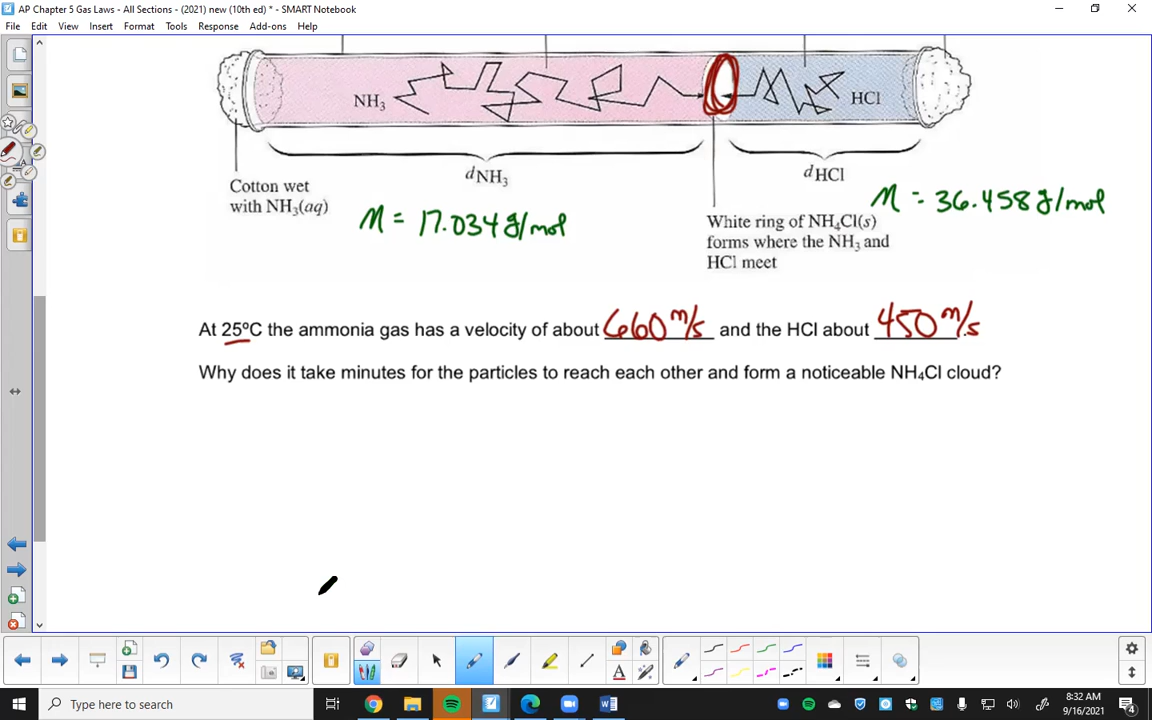 AP Chapter 5 Gas Laws - All Sections - (2021) new (10th ed) * - SMART Notebook
File Edit View Insert Format Tools Response Add-ons Help
NH₃
HCl
dNH₃
dHCl
Cotton wet
with NH₃(aq)
M = 17.034 g/mol
M = 36.458 g/mol
White ring of NH₄Cl(s)
forms where the NH₃ and
HCl meet
At 25ºC the ammonia gas has a velocity of about 660 m/s and the HCl about 450 m/s.
Why does it take minutes for the particles to reach each other and form a noticeable NH₄Cl cloud?
Type here to search
8:32 AM
9/16/2021
4